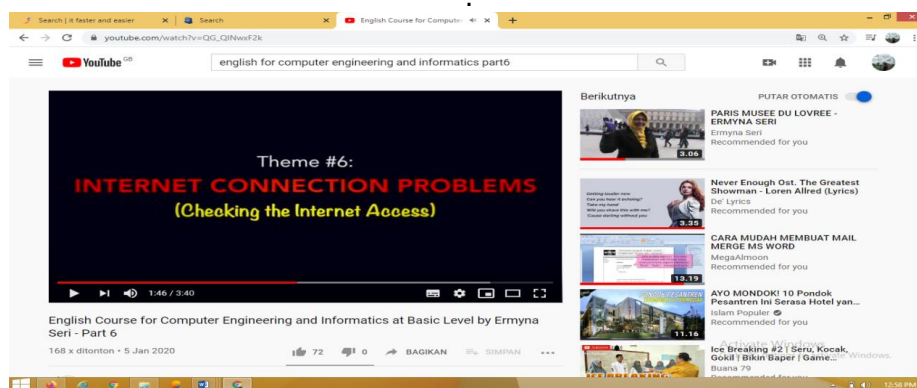 Search | it faster and easier
Search
English Course for Computer
youtube.com/watch?v=QG_QINwxF2k
YouTube GB
english for computer engineering and informatics part6
Theme #6:
INTERNET CONNECTION PROBLEMS
(Checking the Internet Access)
1:46 / 3:40
English Course for Computer Engineering and Informatics at Basic Level by Ermyna
Seri - Part 6
168 x ditonton • 5 Jan 2020
72
0
BAGIKAN
SIMPAN
Berikutnya
PUTAR OTOMATIS
PARIS MUSEE DU LOVREE -
ERMYNA SERI
Ermyna Seri
Recommended for you
3.06
Never Enough Ost. The Greatest
Showman - Loren Allred (Lyrics)
De' Lyrics
Recommended for you
3.35
CARA MUDAH MEMBUAT MAIL
MERGE MS WORD
MegaAlmoon
Recommended for you
13.19
AYO MONDOK! 10 Pondok
Pesantren Ini Serasa Hotel yan...
Islam Populer
Recommended for you
11.16
Activate Windows
Ice Breaking #2 | Seru, Kocak,
Gokil | Bikin Baper | Game...
Buana 79
12:58 PM